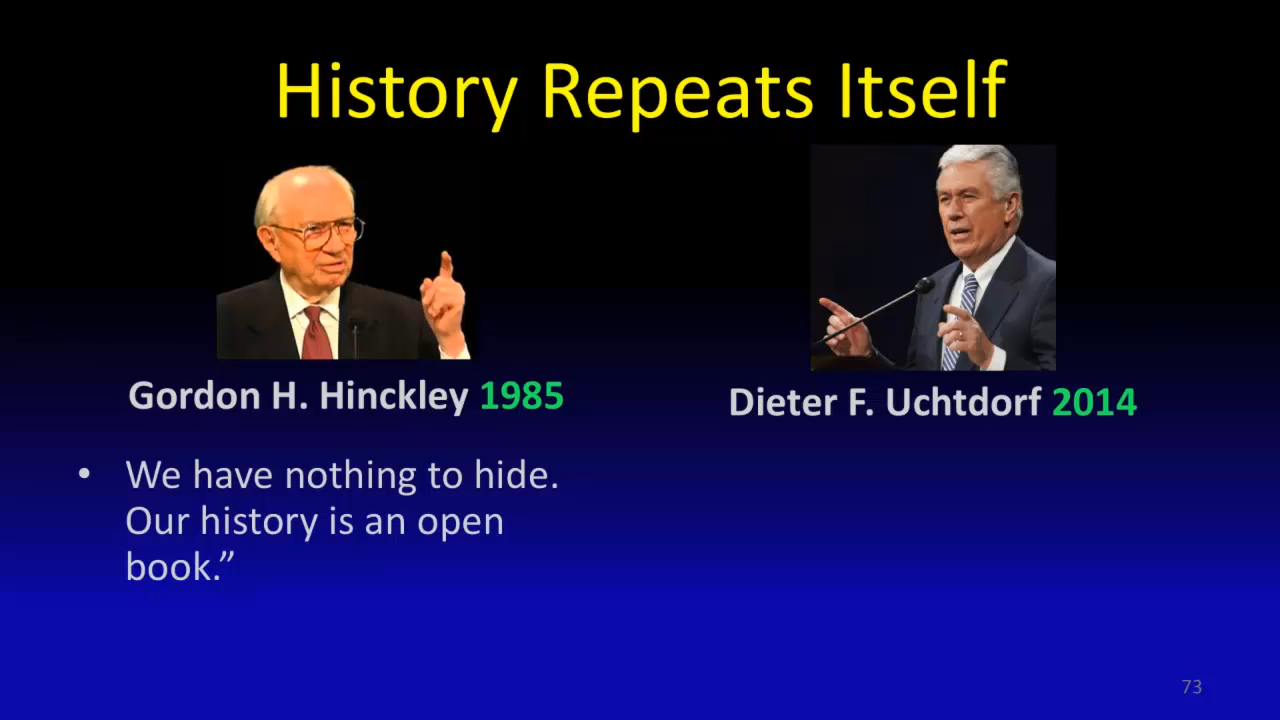 History Repeats Itself
Gordon H. Hinckley 1985
• We have nothing to hide.
Our history is an open
book.”
Dieter F. Uchtdorf 2014
73